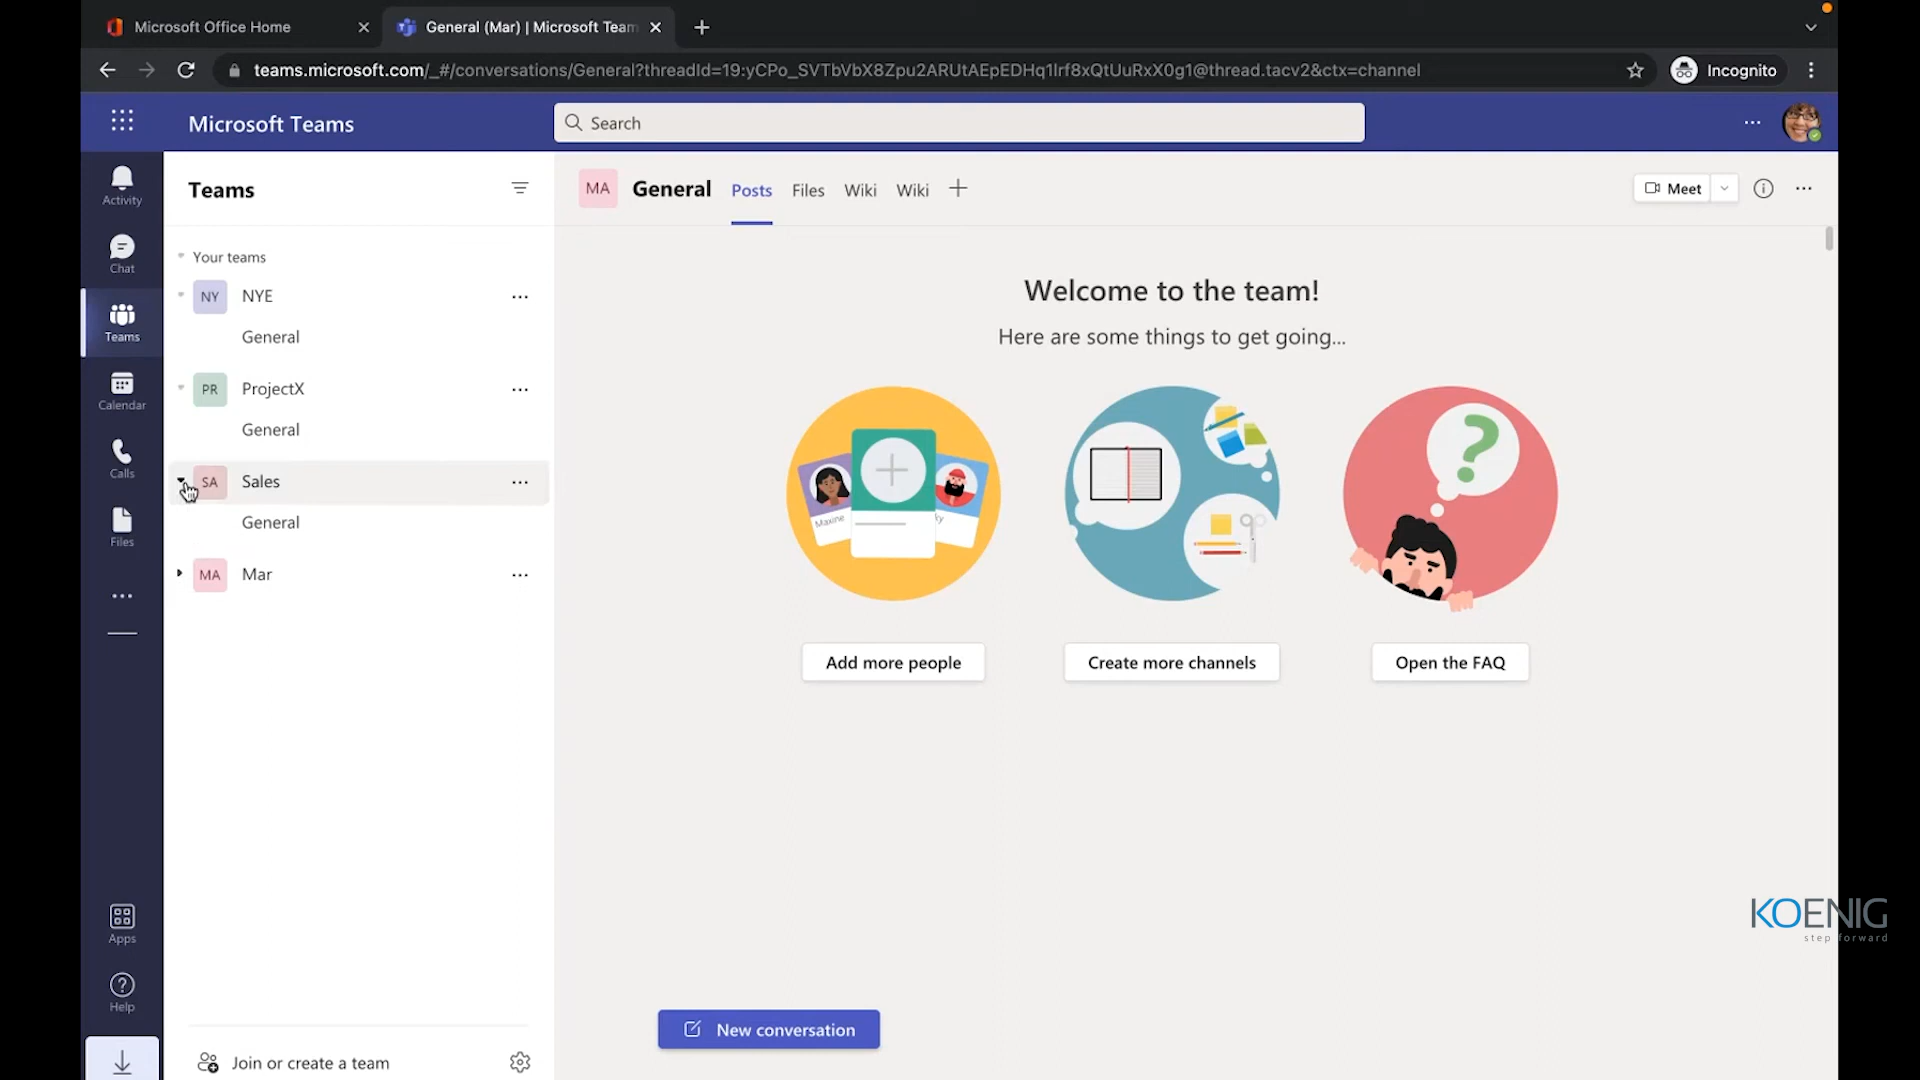 Microsoft Office Home
General (Mar) | Microsoft Team
teams.microsoft.com/_#/conversations/General?threadId=19:yCPo_SVTbVbX8Zpu2ARUtAEpEDHq1lrf8xQtUuRxX0g1@thread.tacv2&ctx=channel
Incognito
Microsoft Teams
Search
Activity
Chat
Teams
Calendar
Calls
Files
Apps
Help
Teams
Your teams
NY NYE
General
PR ProjectX
General
SA Sales
General
MA Mar
Join or create a team
MA General Posts Files Wiki Wiki
Meet
Welcome to the team!
Here are some things to get going...
Maxine
ky
Add more people
Create more channels
Open the FAQ
New conversation
KOENIG
step forward